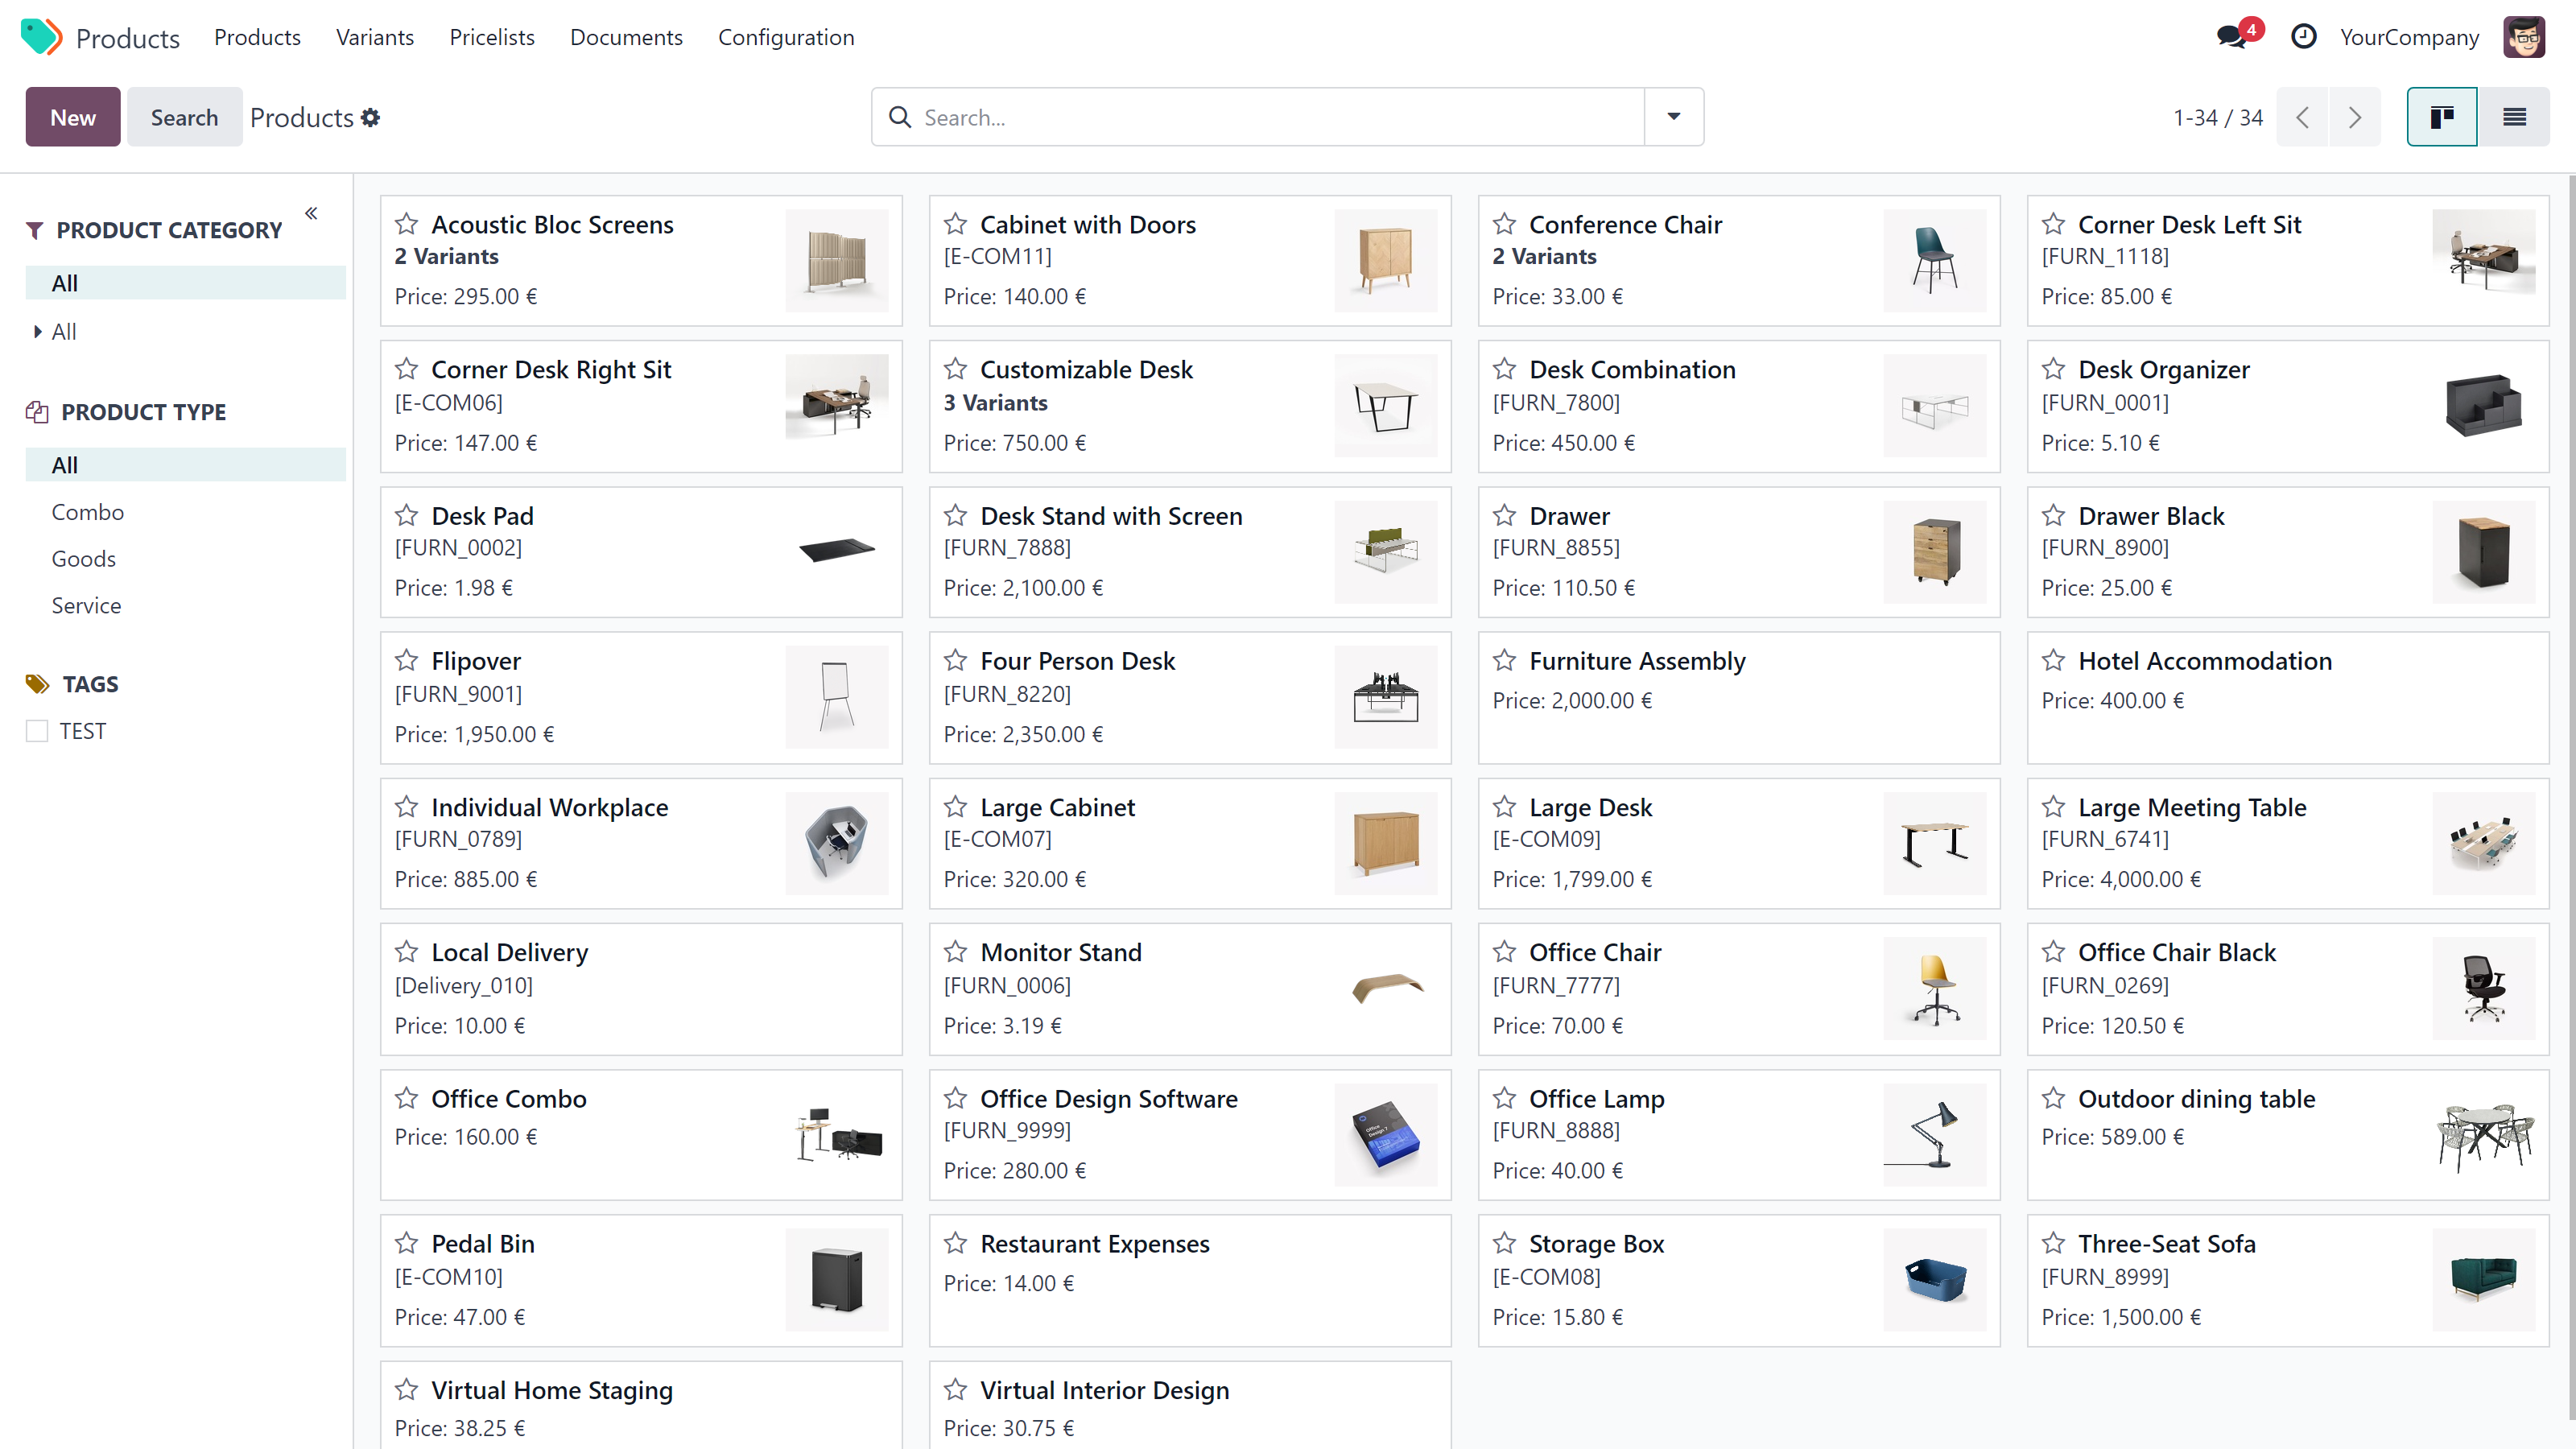 Products
Products
Variants
Pricelists
Documents
Configuration
4
YourCompany
New
Search
Products
Search...
1-34 / 34
PRODUCT CATEGORY
All
All
PRODUCT TYPE
All
Combo
Goods
Service
TAGS
TEST
Acoustic Bloc Screens
2 Variants
Price: 295.00 €
Cabinet with Doors
[E-COM11]
Price: 140.00 €
Conference Chair
2 Variants
Price: 33.00 €
Corner Desk Left Sit
[FURN_1118]
Price: 85.00 €
Corner Desk Right Sit
[E-COM06]
Price: 147.00 €
Customizable Desk
3 Variants
Price: 750.00 €
Desk Combination
[FURN_7800]
Price: 450.00 €
Desk Organizer
[FURN_0001]
Price: 5.10 €
Desk Pad
[FURN_0002]
Price: 1.98 €
Desk Stand with Screen
[FURN_7888]
Price: 2,100.00 €
Drawer
[FURN_8855]
Price: 110.50 €
Drawer Black
[FURN_8900]
Price: 25.00 €
Flipover
[FURN_9001]
Price: 1,950.00 €
Four Person Desk
[FURN_8220]
Price: 2,350.00 €
Furniture Assembly
Price: 2,000.00 €
Hotel Accommodation
Price: 400.00 €
Individual Workplace
[FURN_0789]
Price: 885.00 €
Large Cabinet
[E-COM07]
Price: 320.00 €
Large Desk
[E-COM09]
Price: 1,799.00 €
Large Meeting Table
[FURN_6741]
Price: 4,000.00 €
Local Delivery
[Delivery_010]
Price: 10.00 €
Monitor Stand
[FURN_0006]
Price: 3.19 €
Office Chair
[FURN_7777]
Price: 70.00 €
Office Chair Black
[FURN_0269]
Price: 120.50 €
Office Combo
Price: 160.00 €
Office Design Software
[FURN_9999]
Price: 280.00 €
Office
Design 7
Office Lamp
[FURN_8888]
Price: 40.00 €
Outdoor dining table
Price: 589.00 €
Pedal Bin
[E-COM10]
Price: 47.00 €
Restaurant Expenses
Price: 14.00 €
Storage Box
[E-COM08]
Price: 15.80 €
Three-Seat Sofa
[FURN_8999]
Price: 1,500.00 €
Virtual Home Staging
Price: 38.25 €
Virtual Interior Design
Price: 30.75 €